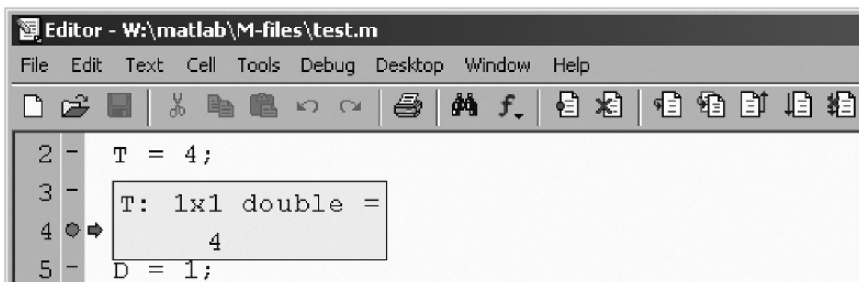 Editor - W:\matlab\M-files\test.m
File Edit Text Cell Tools Debug Desktop Window Help
2 - T = 4;
3 -
T: 1x1 double =
4
4
5 - D = 1;